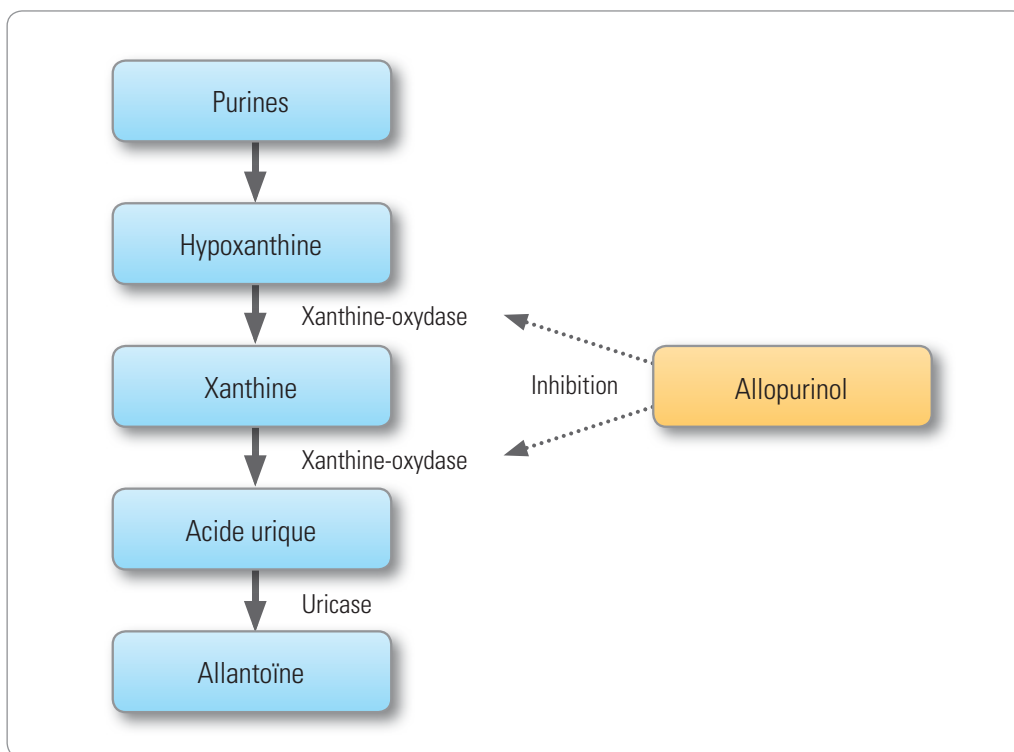 Purines
Hypoxanthine
Xanthine-oxydase
Xanthine
Inhibition
Allopurinol
Xanthine-oxydase
Acide urique
Uricase
Allantoïne